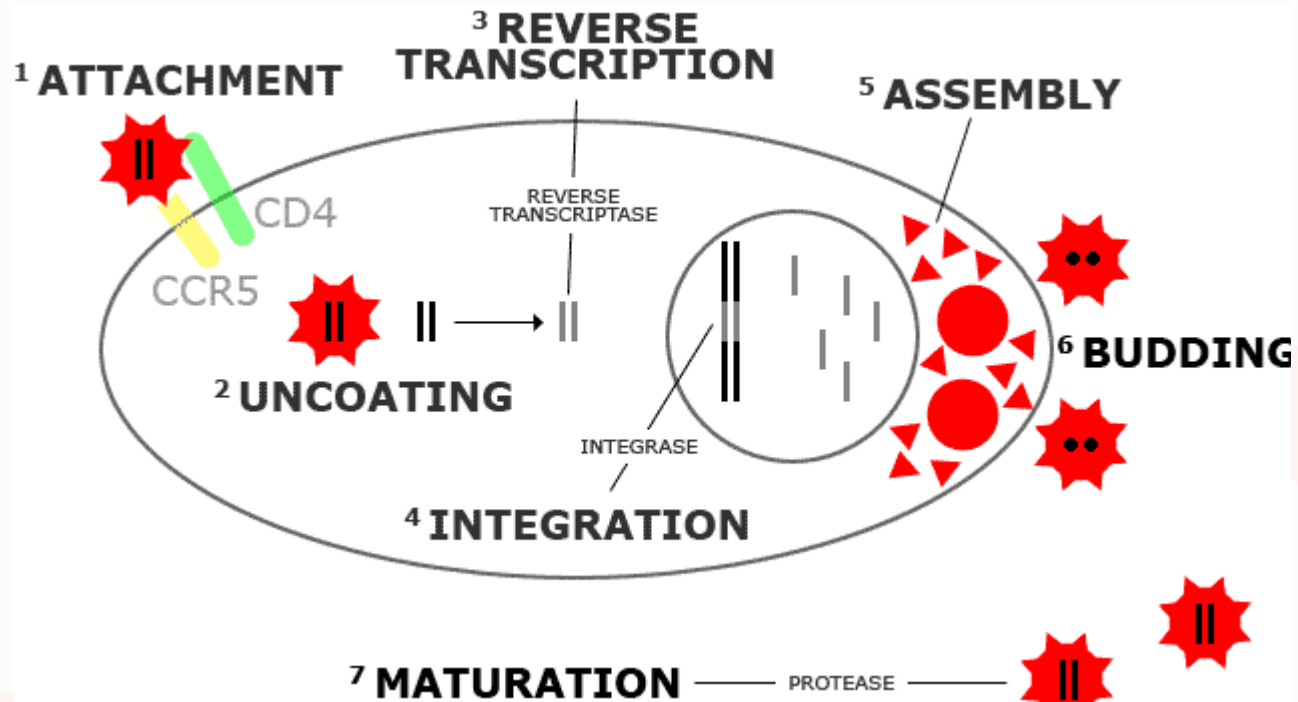 1 ATTACHMENT
3 REVERSE
TRANSCRIPTION
5 ASSEMBLY
CD4
CCR5
REVERSE
TRANSCRIPTASE
2 UNCOATING
6 BUDDING
INTEGRASE
4 INTEGRATION
7 MATURATION
PROTEASE